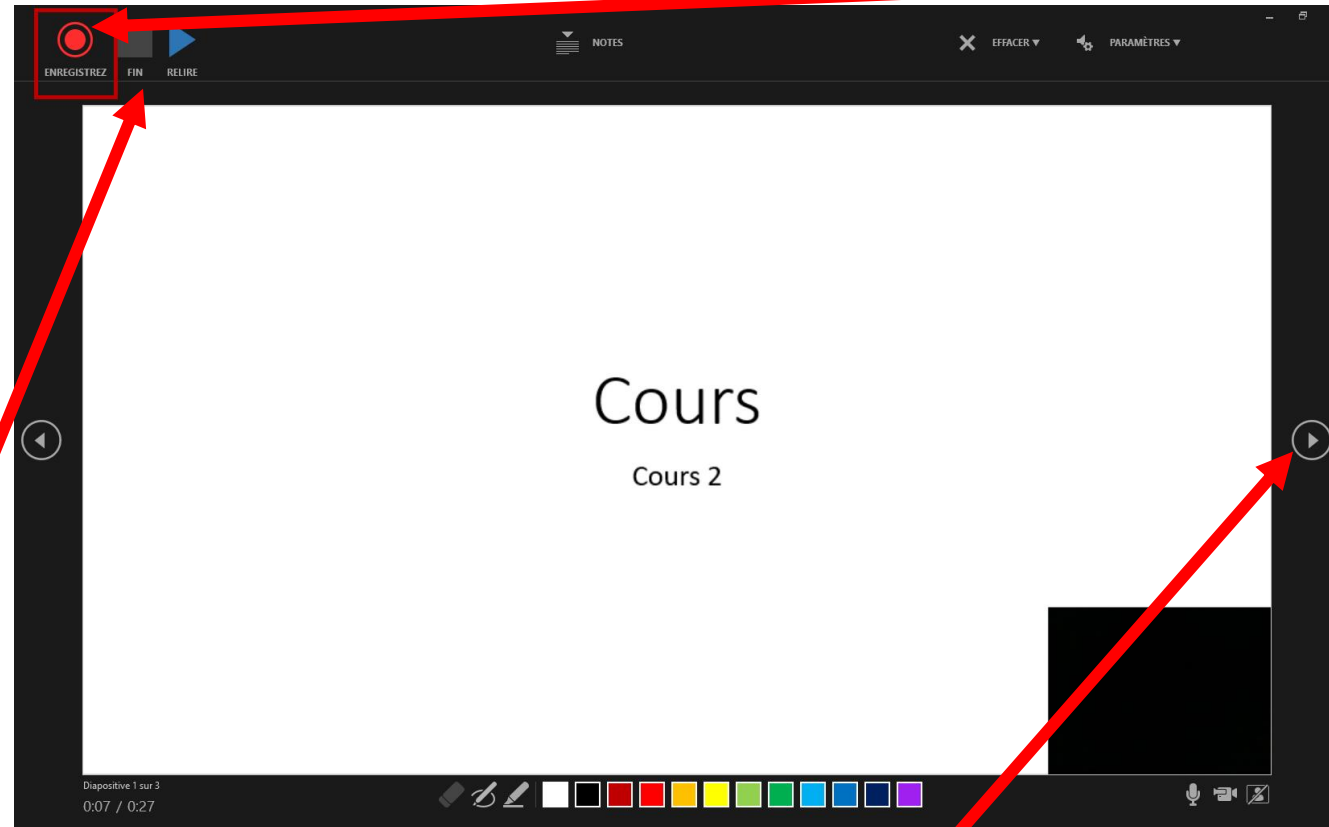 ENREGISTREZ FIN RELIRE
NOTES
EFFACER
PARAMÈTRES
Cours
Cours 2
Diapositive 1 sur 3
0:07 / 0:27